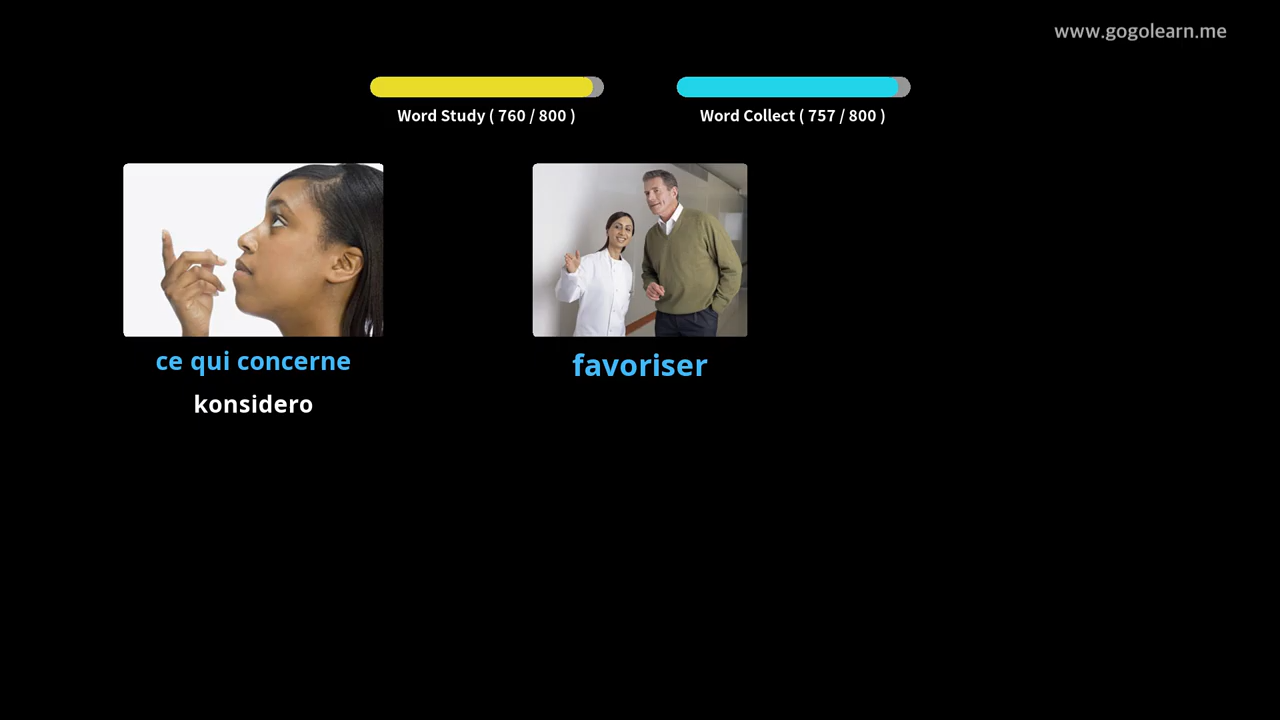 www.gogolearn.me
Word Study ( 760 / 800 )
Word Collect ( 757 / 800 )
ce qui concerne
konsidero
favoriser